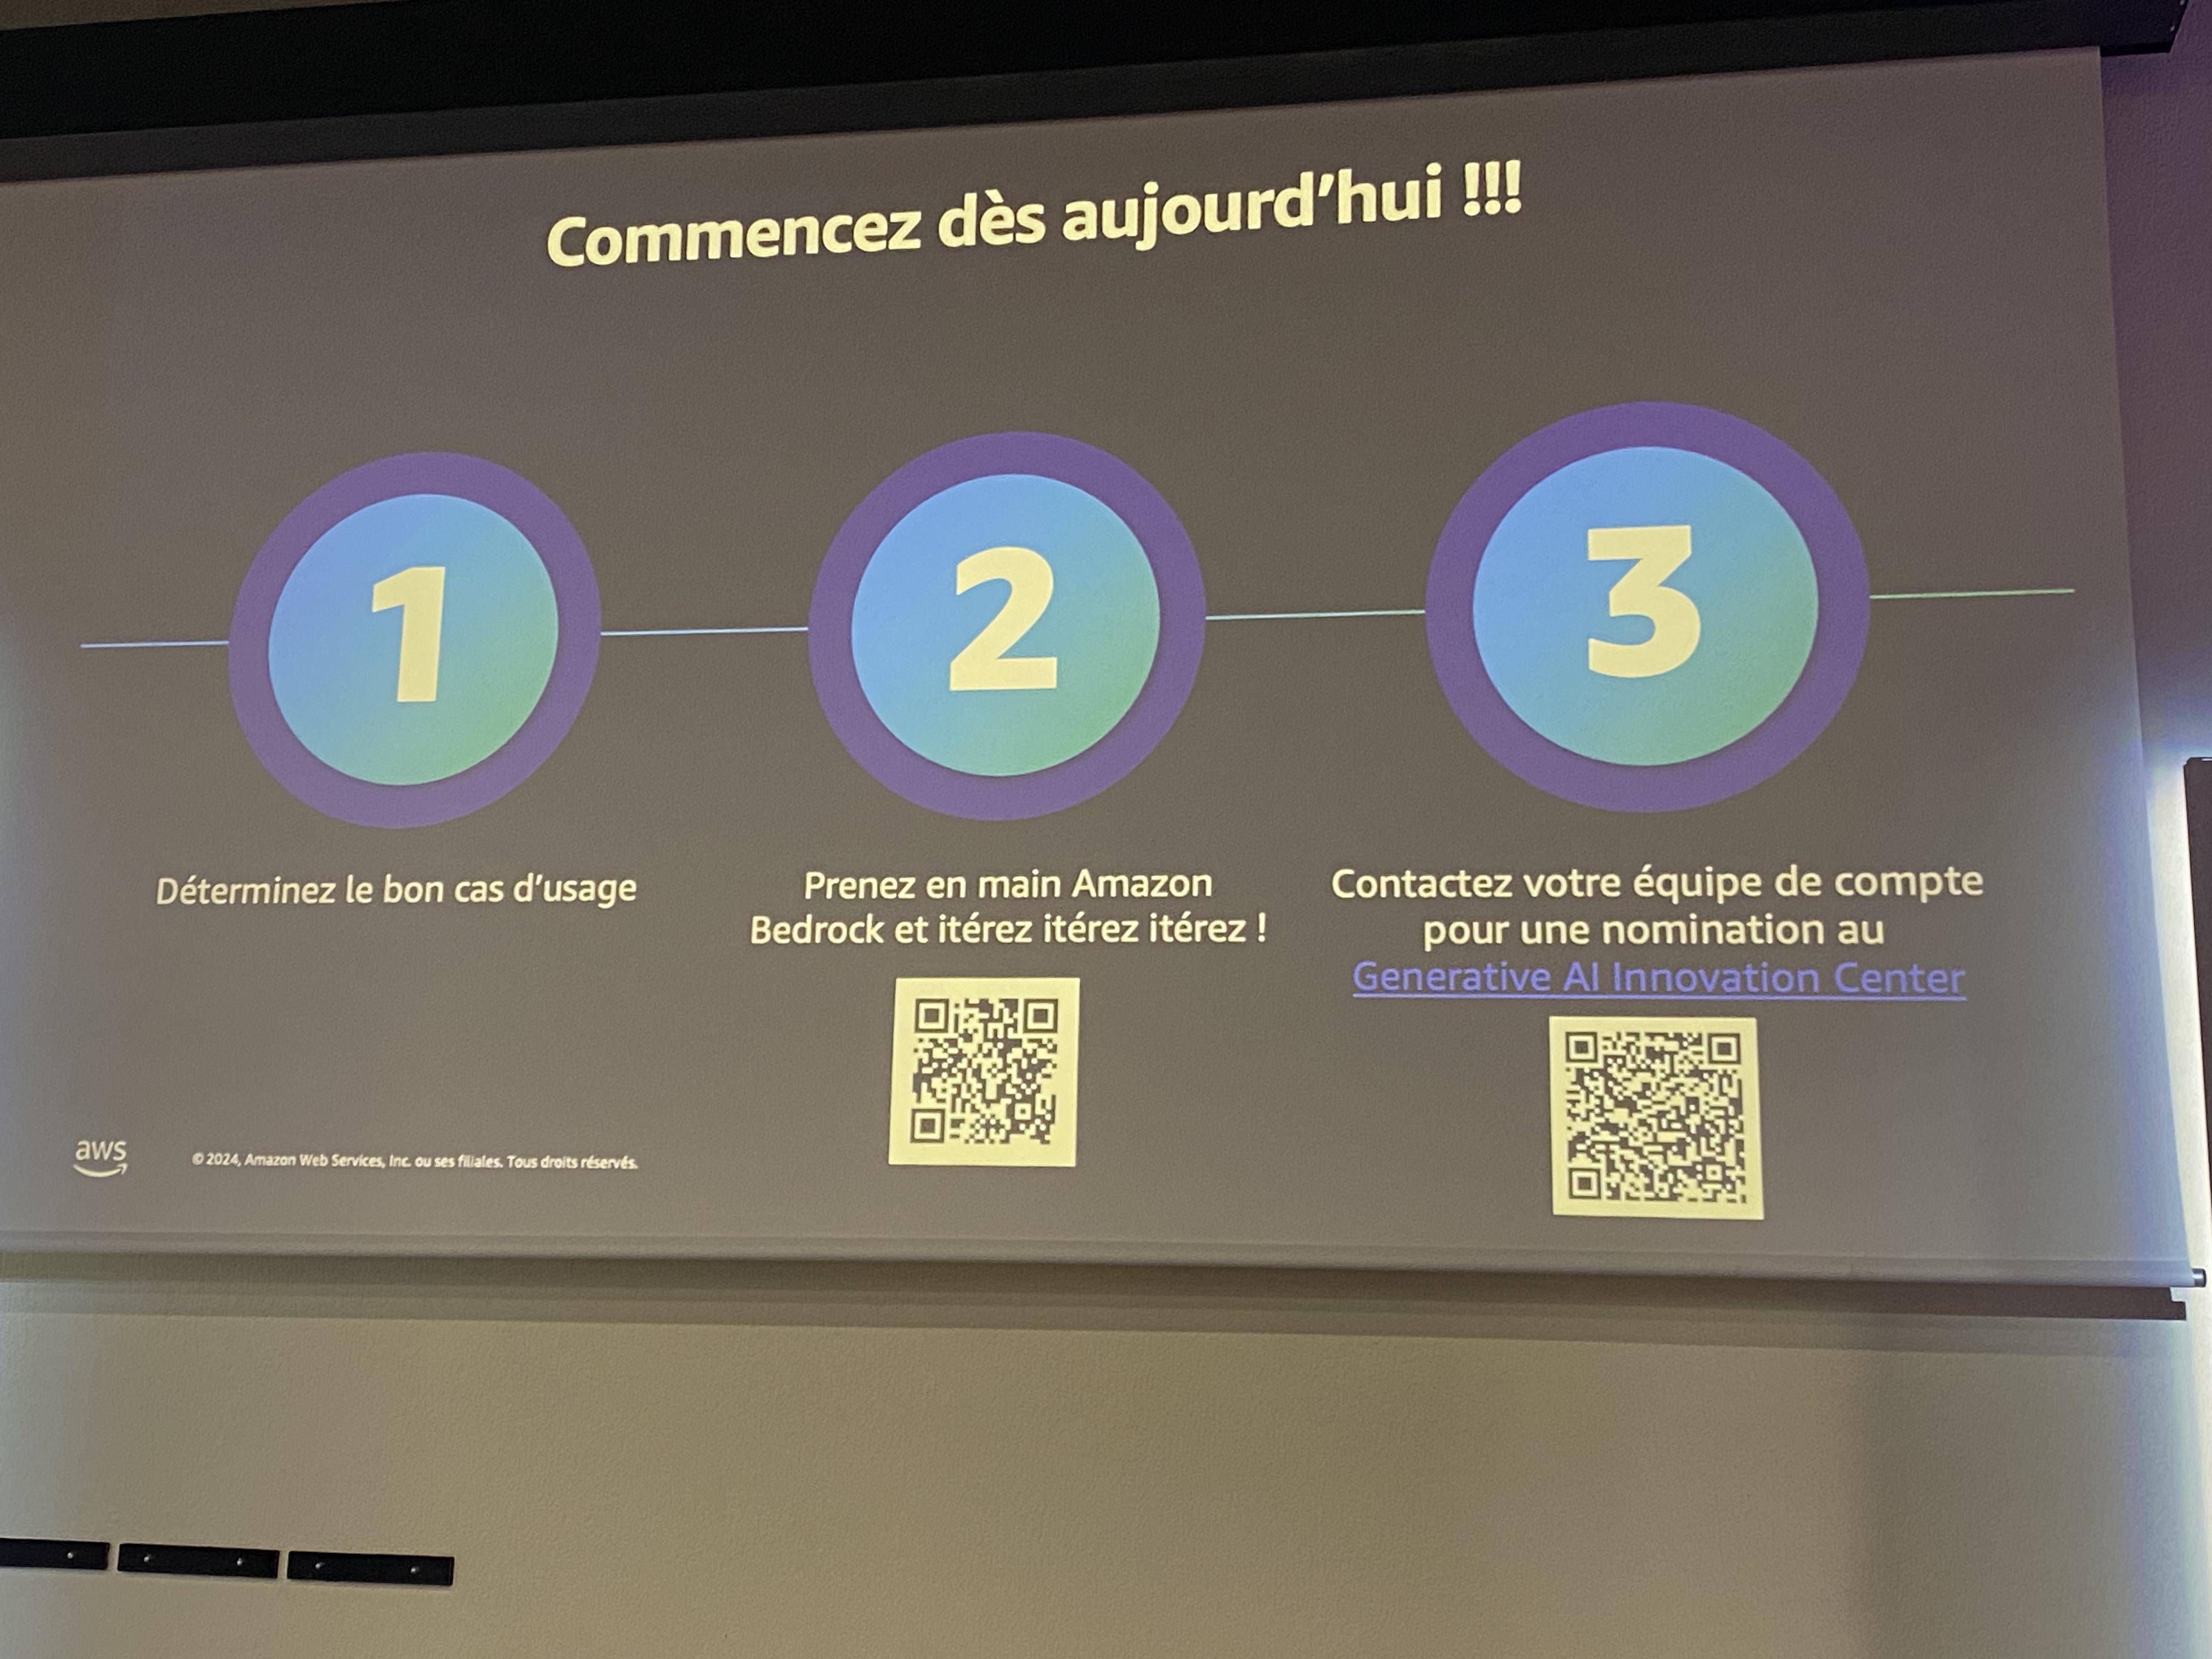 Commencez dès aujourd’hui !!!
1
2
3
Déterminez le bon cas d’usage
Prenez en main Amazon
Bedrock et itérez itérez itérez !
Contactez votre équipe de compte
pour une nomination au
Generative AI Innovation Center
aws
© 2024, Amazon Web Services, Inc. ou ses filiales. Tous droits réservés.